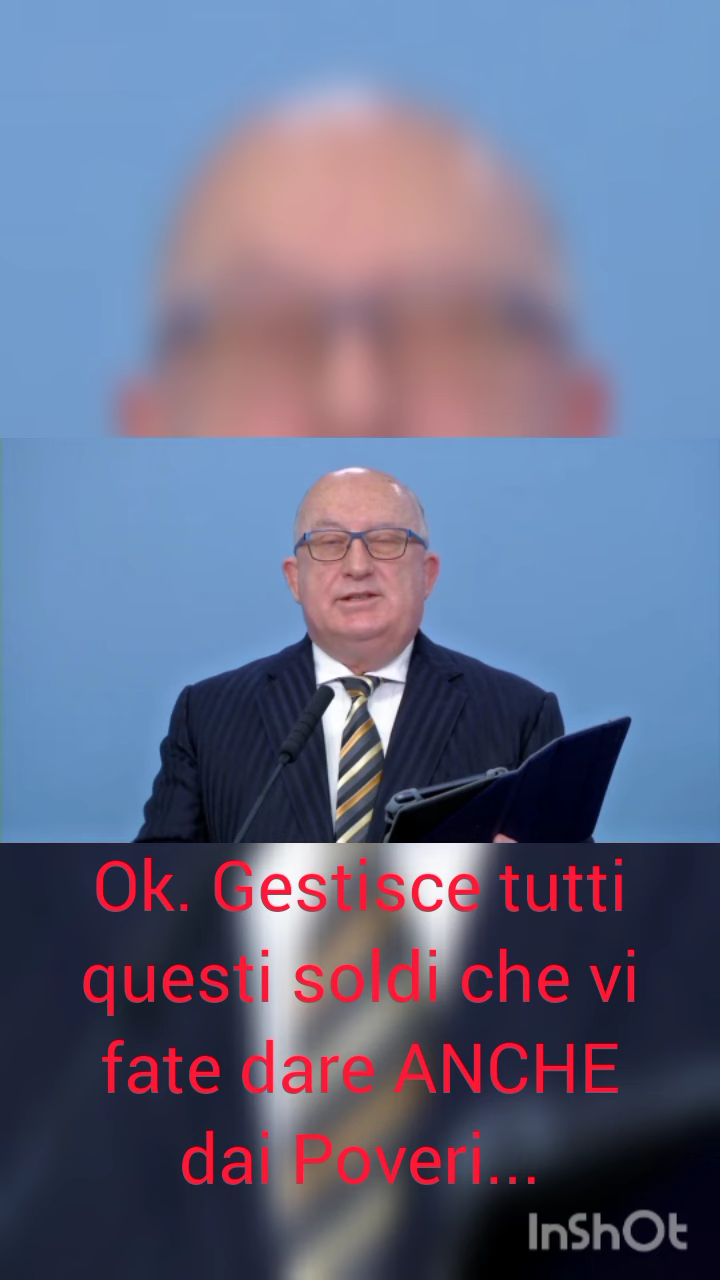 Ok. Gestisce tutti
questi soldi che vi
fate dare ANCHE
dai Poveri...
InShOt